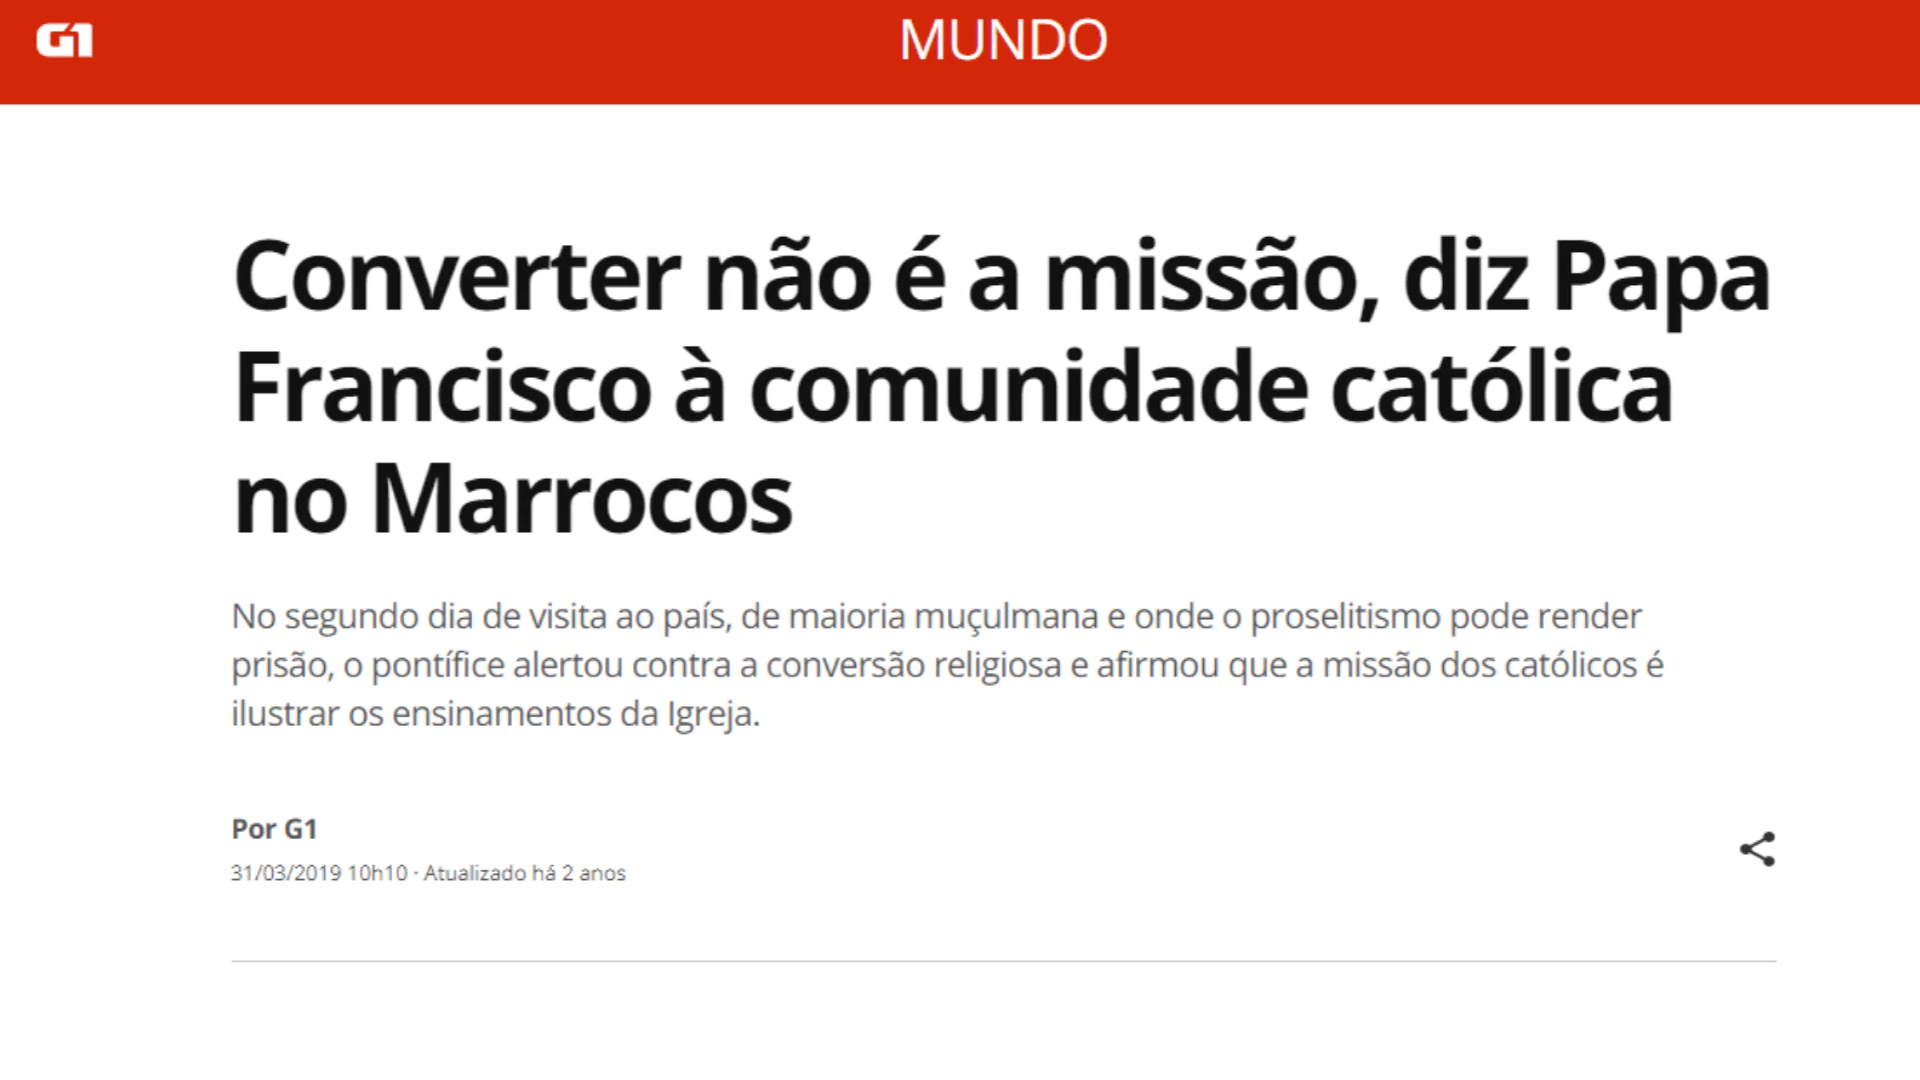 G1
MUNDO
Converter não é a missão, diz Papa
Francisco à comunidade católica
no Marrocos
No segundo dia de visita ao país, de maioria muçulmana e onde o proselitismo pode render
prisão, o pontífice alertou contra a conversão religiosa e afirmou que a missão dos católicos é
ilustrar os ensinamentos da Igreja.
Por G1
31/03/2019 10h10 · Atualizado há 2 anos